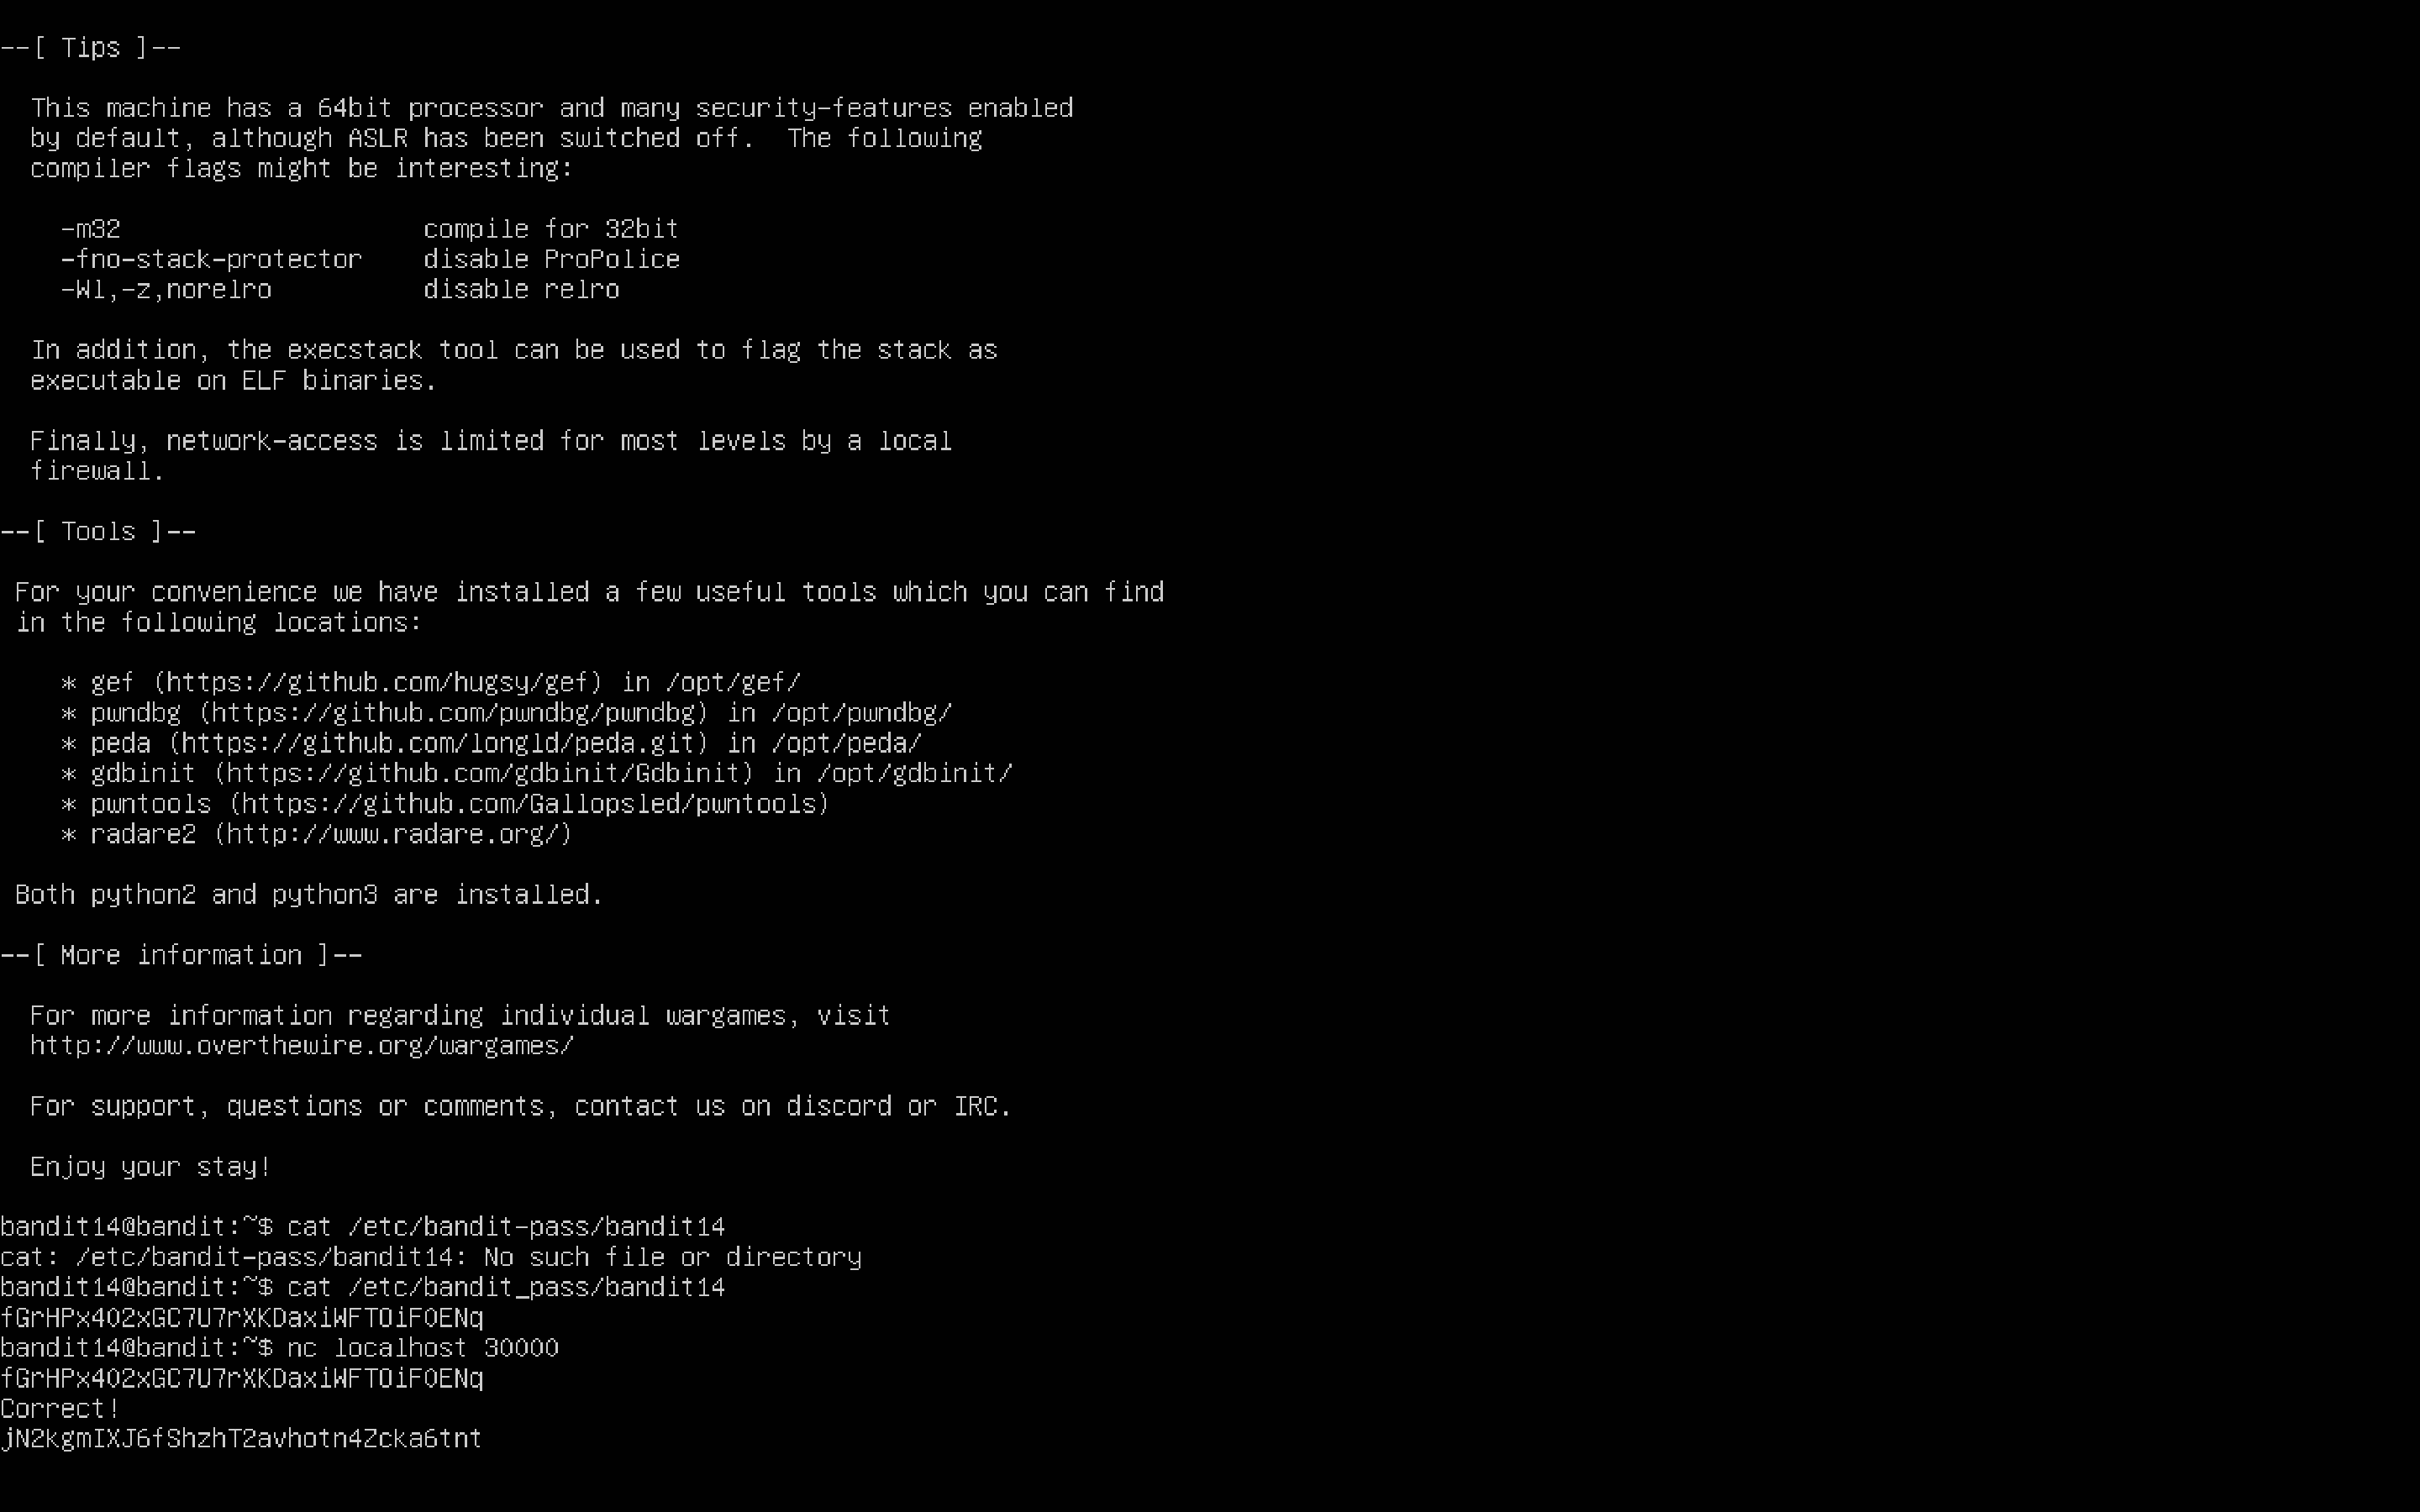 --[ Tips ]--
This machine has a 64bit processor and many security-features enabled
by default, although ASLR has been switched off.  The following
compiler flags might be interesting:
-m32                    compile for 32bit
-fno-stack-protector    disable ProPolice
-Wl,-z,norelro          disable relro
In addition, the execstack tool can be used to flag the stack as
executable on ELF binaries.
Finally, network-access is limited for most levels by a local
firewall.
--[ Tools ]--
For your convenience we have installed a few useful tools which you can find
in the following locations:
* gef (https://github.com/hugsy/gef) in /opt/gef/
* pwndbg (https://github.com/pwndbg/pwndbg) in /opt/pwndbg/
* peda (https://github.com/longld/peda.git) in /opt/peda/
* gdbinit (https://github.com/gdbinit/Gdbinit) in /opt/gdbinit/
* pwntools (https://github.com/Gallopsled/pwntools)
* radare2 (http://www.radare.org/)
Both python2 and python3 are installed.
--[ More information ]--
For more information regarding individual wargames, visit
http://www.overthewire.org/wargames/
For support, questions or comments, contact us on discord or IRC.
Enjoy your stay!
bandit14@bandit:~$ cat /etc/bandit-pass/bandit14
cat: /etc/bandit-pass/bandit14: No such file or directory
bandit14@bandit:~$ cat /etc/bandit_pass/bandit14
fGrHPx402xGC7U7rXKDaxiWFTOiF0ENq
bandit14@bandit:~$ nc localhost 30000
fGrHPx402xGC7U7rXKDaxiWFTOiF0ENq
Correct!
jN2kgmIXJ6fShzhT2avhotn4Zcka6tnt